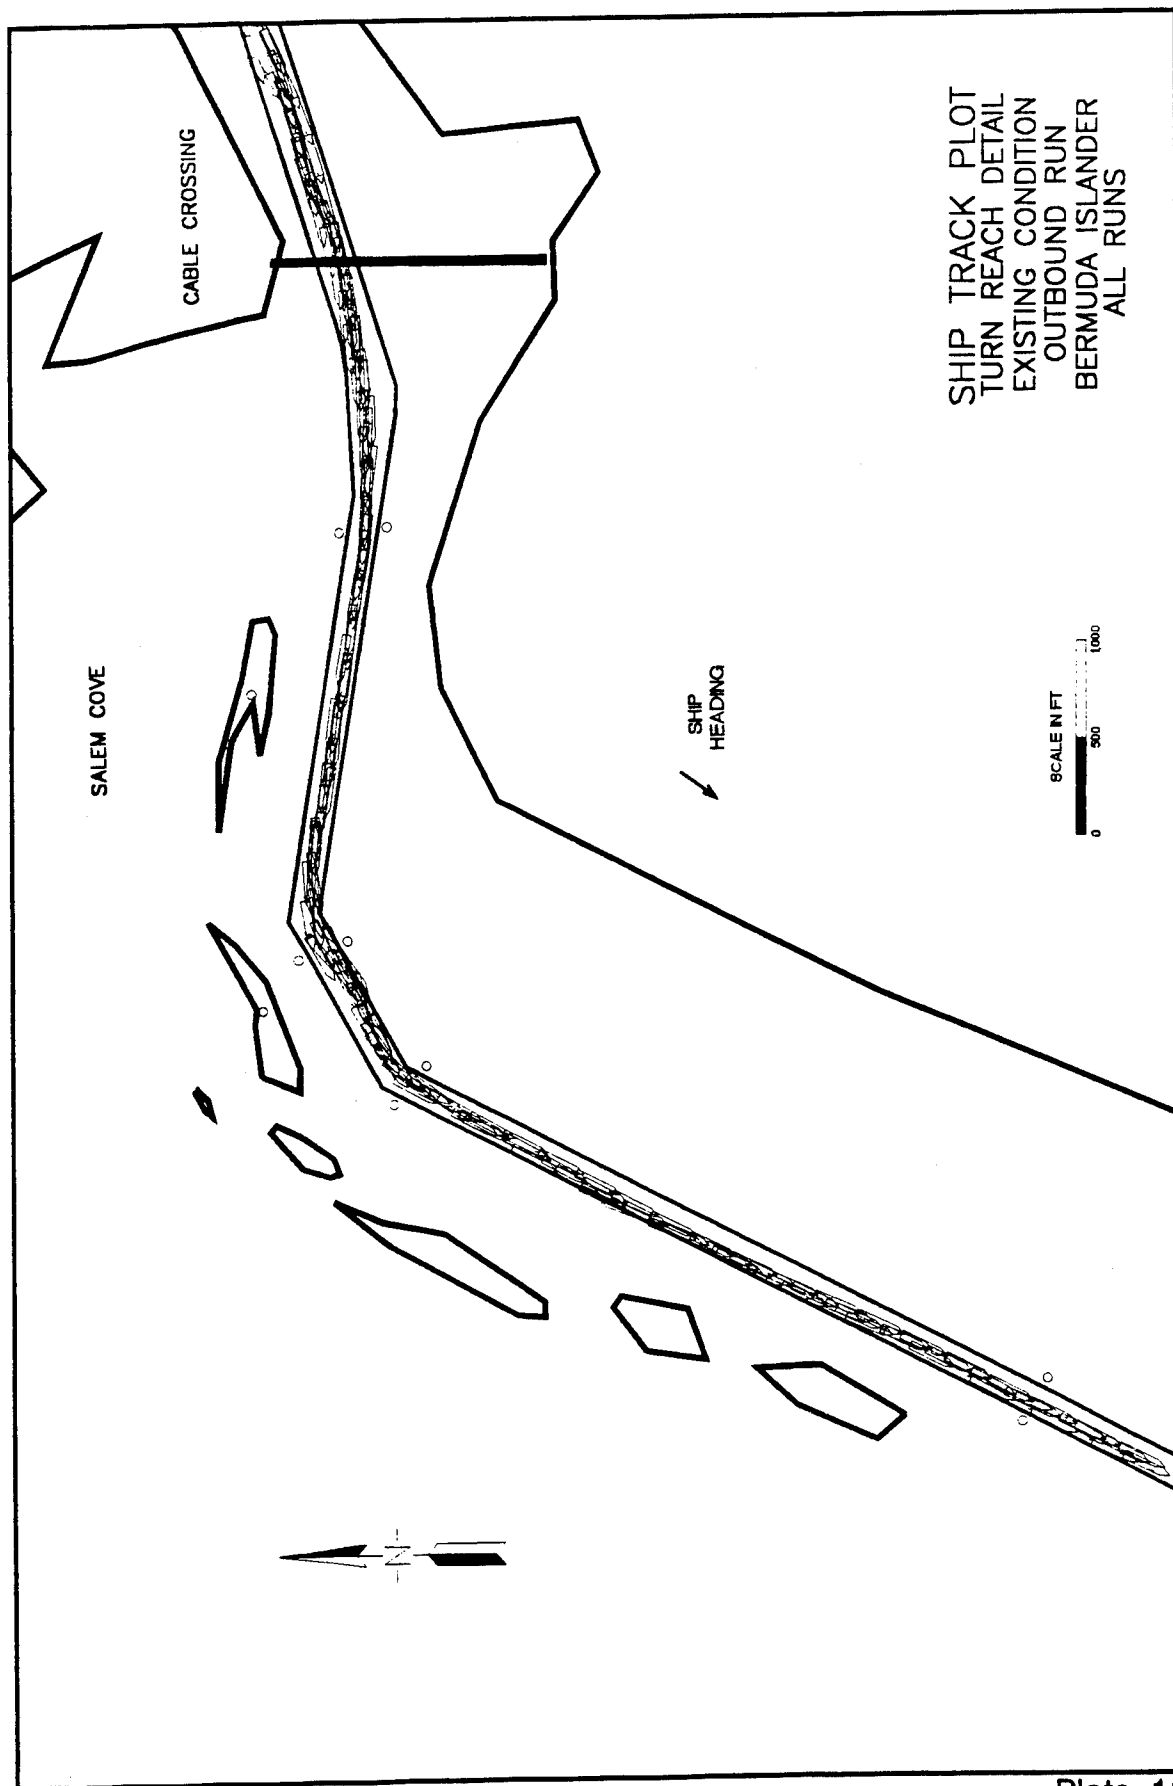 CABLE CROSSING
SALEM COVE
SHIP TRACK PLOT
TURN REACH DETAIL
EXISTING CONDITION
OUTBOUND RUN
BERMUDA ISLANDER
ALL RUNS
SHIP
HEADING
SCALE IN FT
0 500 1000
N
Plate